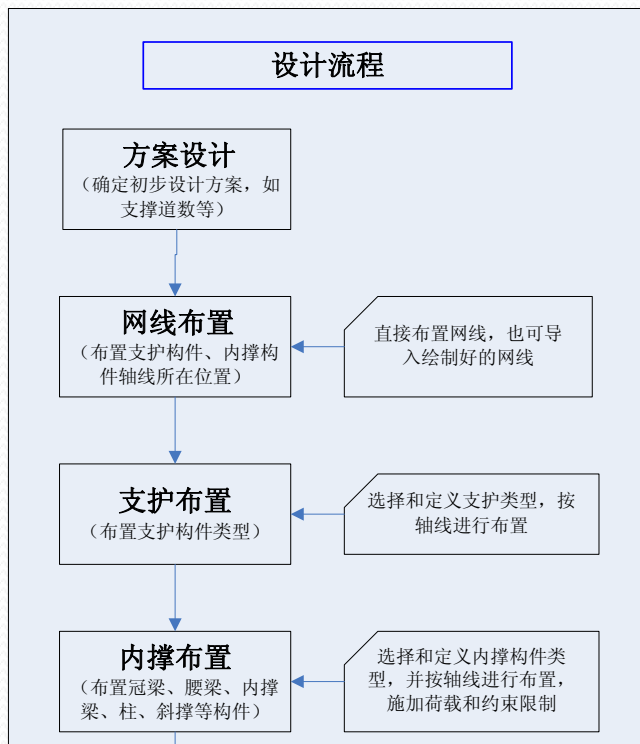 设计流程
方案设计
（确定初步设计方案，如
支撑道数等）
网线布置
（布置支护构件、内撑构
件轴线所在位置）
直接布置网线，也可导
入绘制好的网线
支护布置
（布置支护构件类型）
选择和定义支护类型，按
轴线进行布置
内撑布置
（布置冠梁、腰梁、内撑
梁、柱、斜撑等构件）
选择和定义内撑构件类
型，并按轴线进行布置，
施加荷载和约束限制